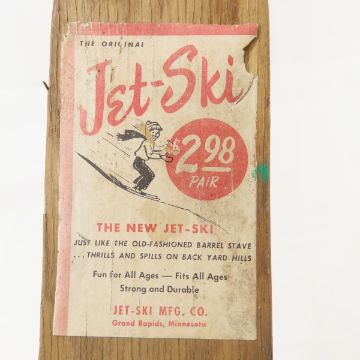 THE ORIGINAL
Jet-Ski
$2.98
PAIR
THE NEW JET-SKI
JUST LIKE THE OLD-FASHIONED BARREL STAVE
...THRILLS AND SPILLS ON BACK YARD HILLS
Fun for All Ages — Fits All Ages
Strong and Durable
JET-SKI MFG. CO.
Grand Rapids, Minnesota